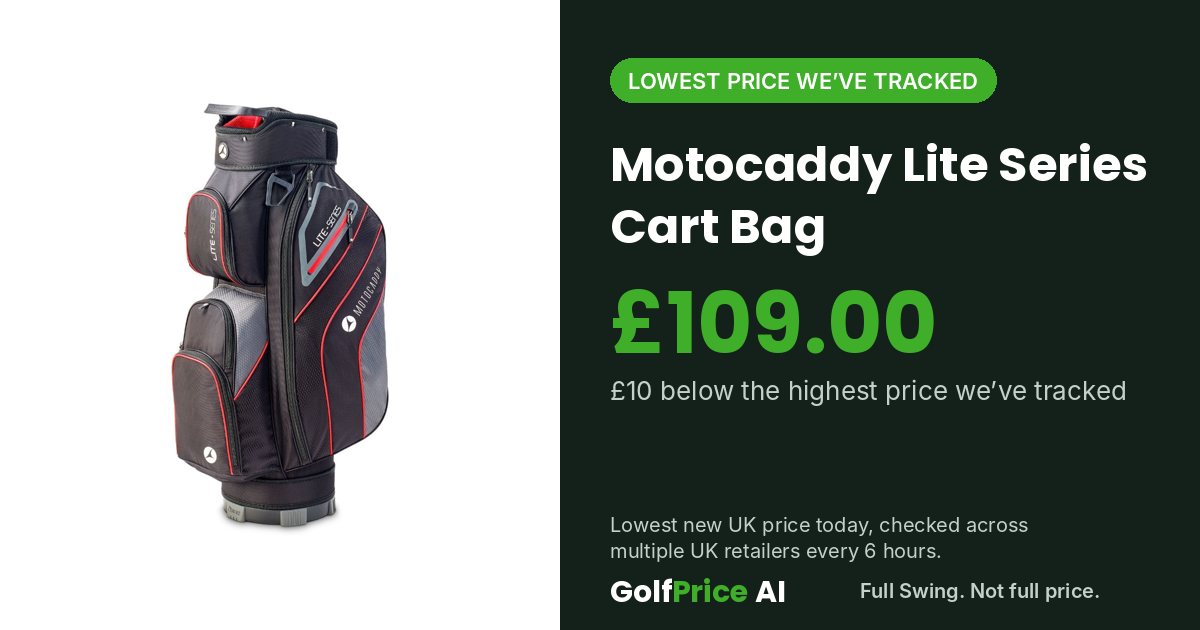 LITE-SERIES
LITE-SERIES
MOTOCADDY
LOWEST PRICE WE’VE TRACKED
Motocaddy Lite Series
Cart Bag
£109.00
£10 below the highest price we’ve tracked
Lowest new UK price today, checked across
multiple UK retailers every 6 hours.
GolfPrice AI
Full Swing. Not full price.